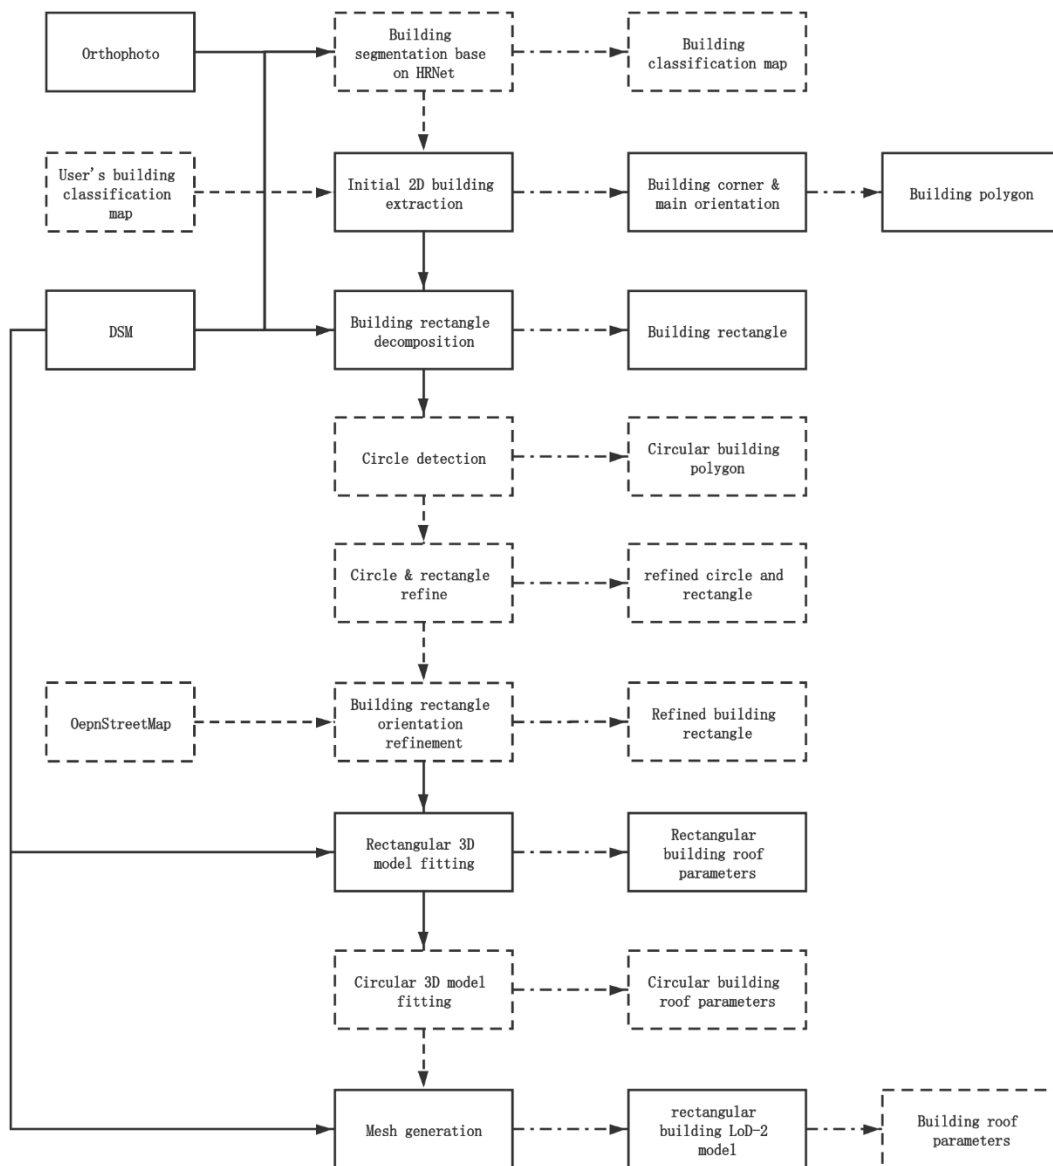 Orthophoto
Building
segmentation base
on HRNet
Building
classification map
User's building
classification
map
Initial 2D building
extraction
Building corner &
main orientation
Building polygon
DSM
Building rectangle
decomposition
Building rectangle
Circle detection
Circular building
polygon
Circle & rectangle
refine
refined circle and
rectangle
OepnStreetMap
Building rectangle
orientation
refinement
Refined building
rectangle
Rectangular 3D
model fitting
Rectangular
building roof
parameters
Circular 3D model
fitting
Circular building
roof parameters
Mesh generation
rectangular
building LoD-2
model
Building roof
parameters